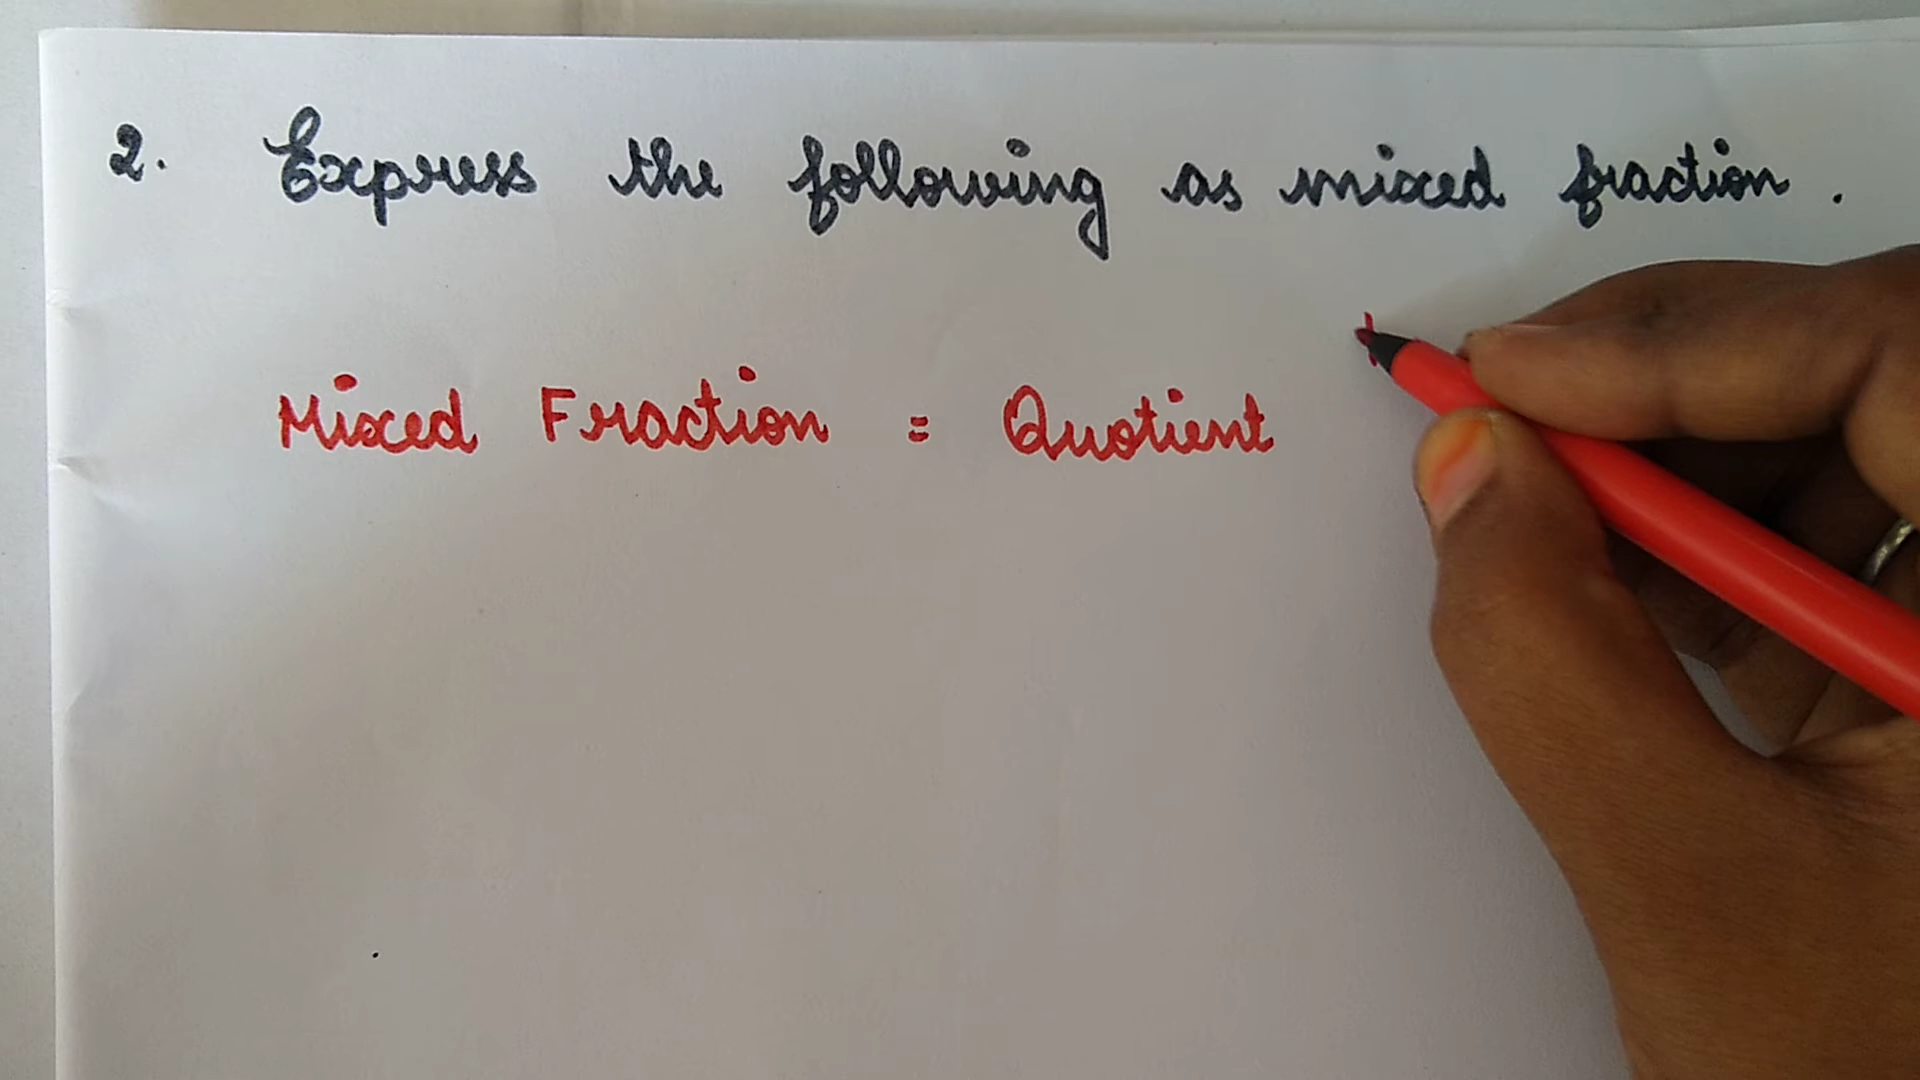 2. Express the following as mixed fraction.
Mixed Fraction = Quotient